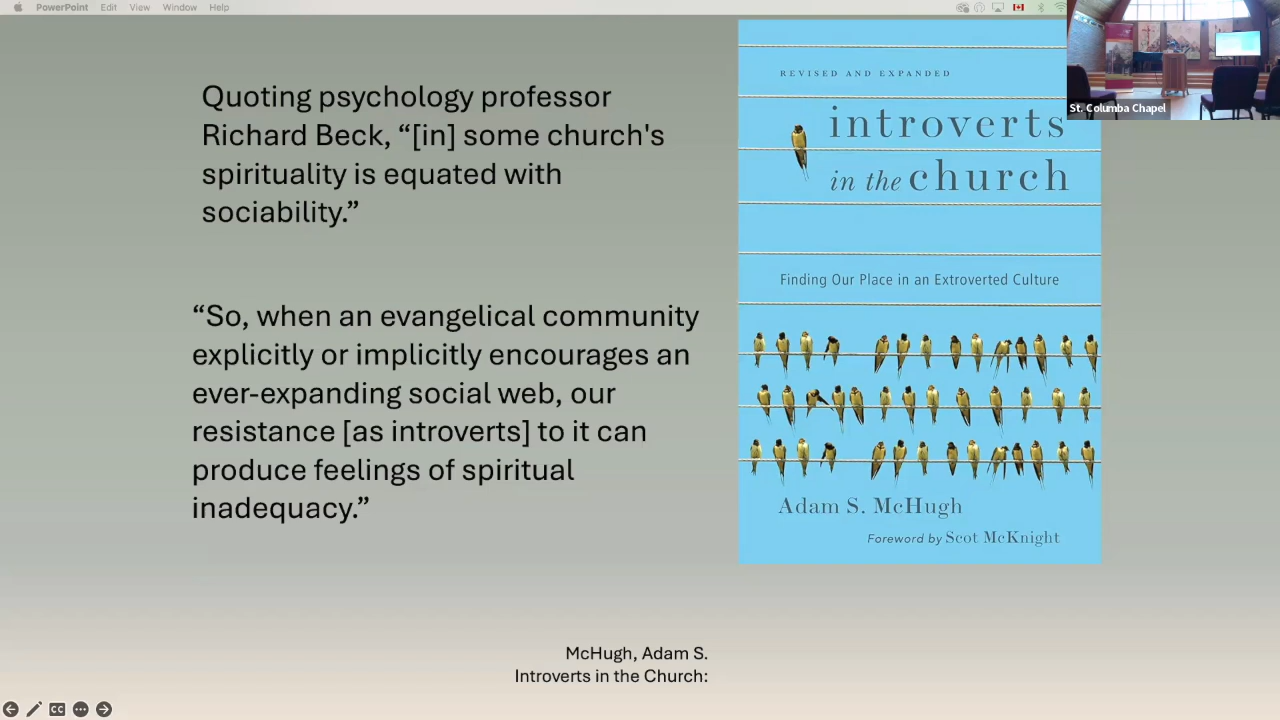 PowerPoint Edit View Window Help
Quoting psychology professor
Richard Beck, “[in] some church's
spirituality is equated with
sociability.”
“So, when an evangelical community
explicitly or implicitly encourages an
ever-expanding social web, our
resistance [as introverts] to it can
produce feelings of spiritual
inadequacy.”
REVISED AND EXPANDED
introverts
in the church
Finding Our Place in an Extroverted Culture
Adam S. McHugh
Foreword by Scot McKnight
St. Columba Chapel
McHugh, Adam S.
Introverts in the Church:
CC